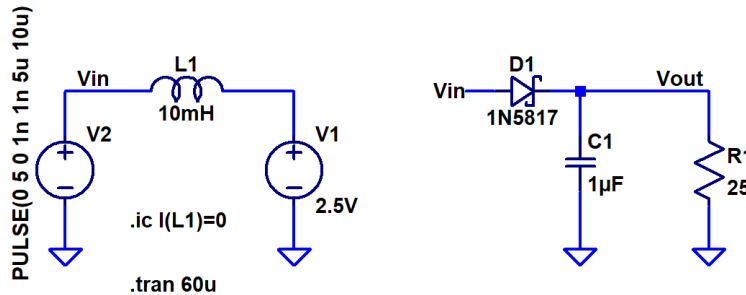 PULSE(0 5 0 1n 1n 5u 10u)
Vin
L1
10mH
V2
V1
2.5V
.ic I(L1)=0
.tran 60u
Vin
D1
1N5817
Vout
C1
1µF
R1
25